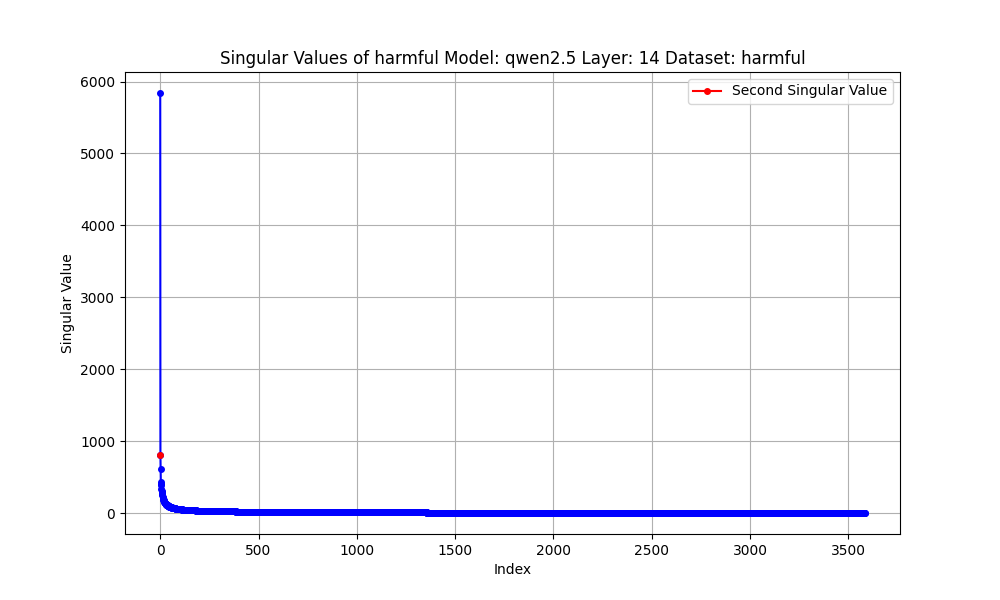 Singular Values of harmful Model: qwen2.5 Layer: 14 Dataset: harmful
Second Singular Value
6000
5000
4000
3000
2000
1000
0
Singular Value
0 500 1000 1500 2000 2500 3000 3500
Index